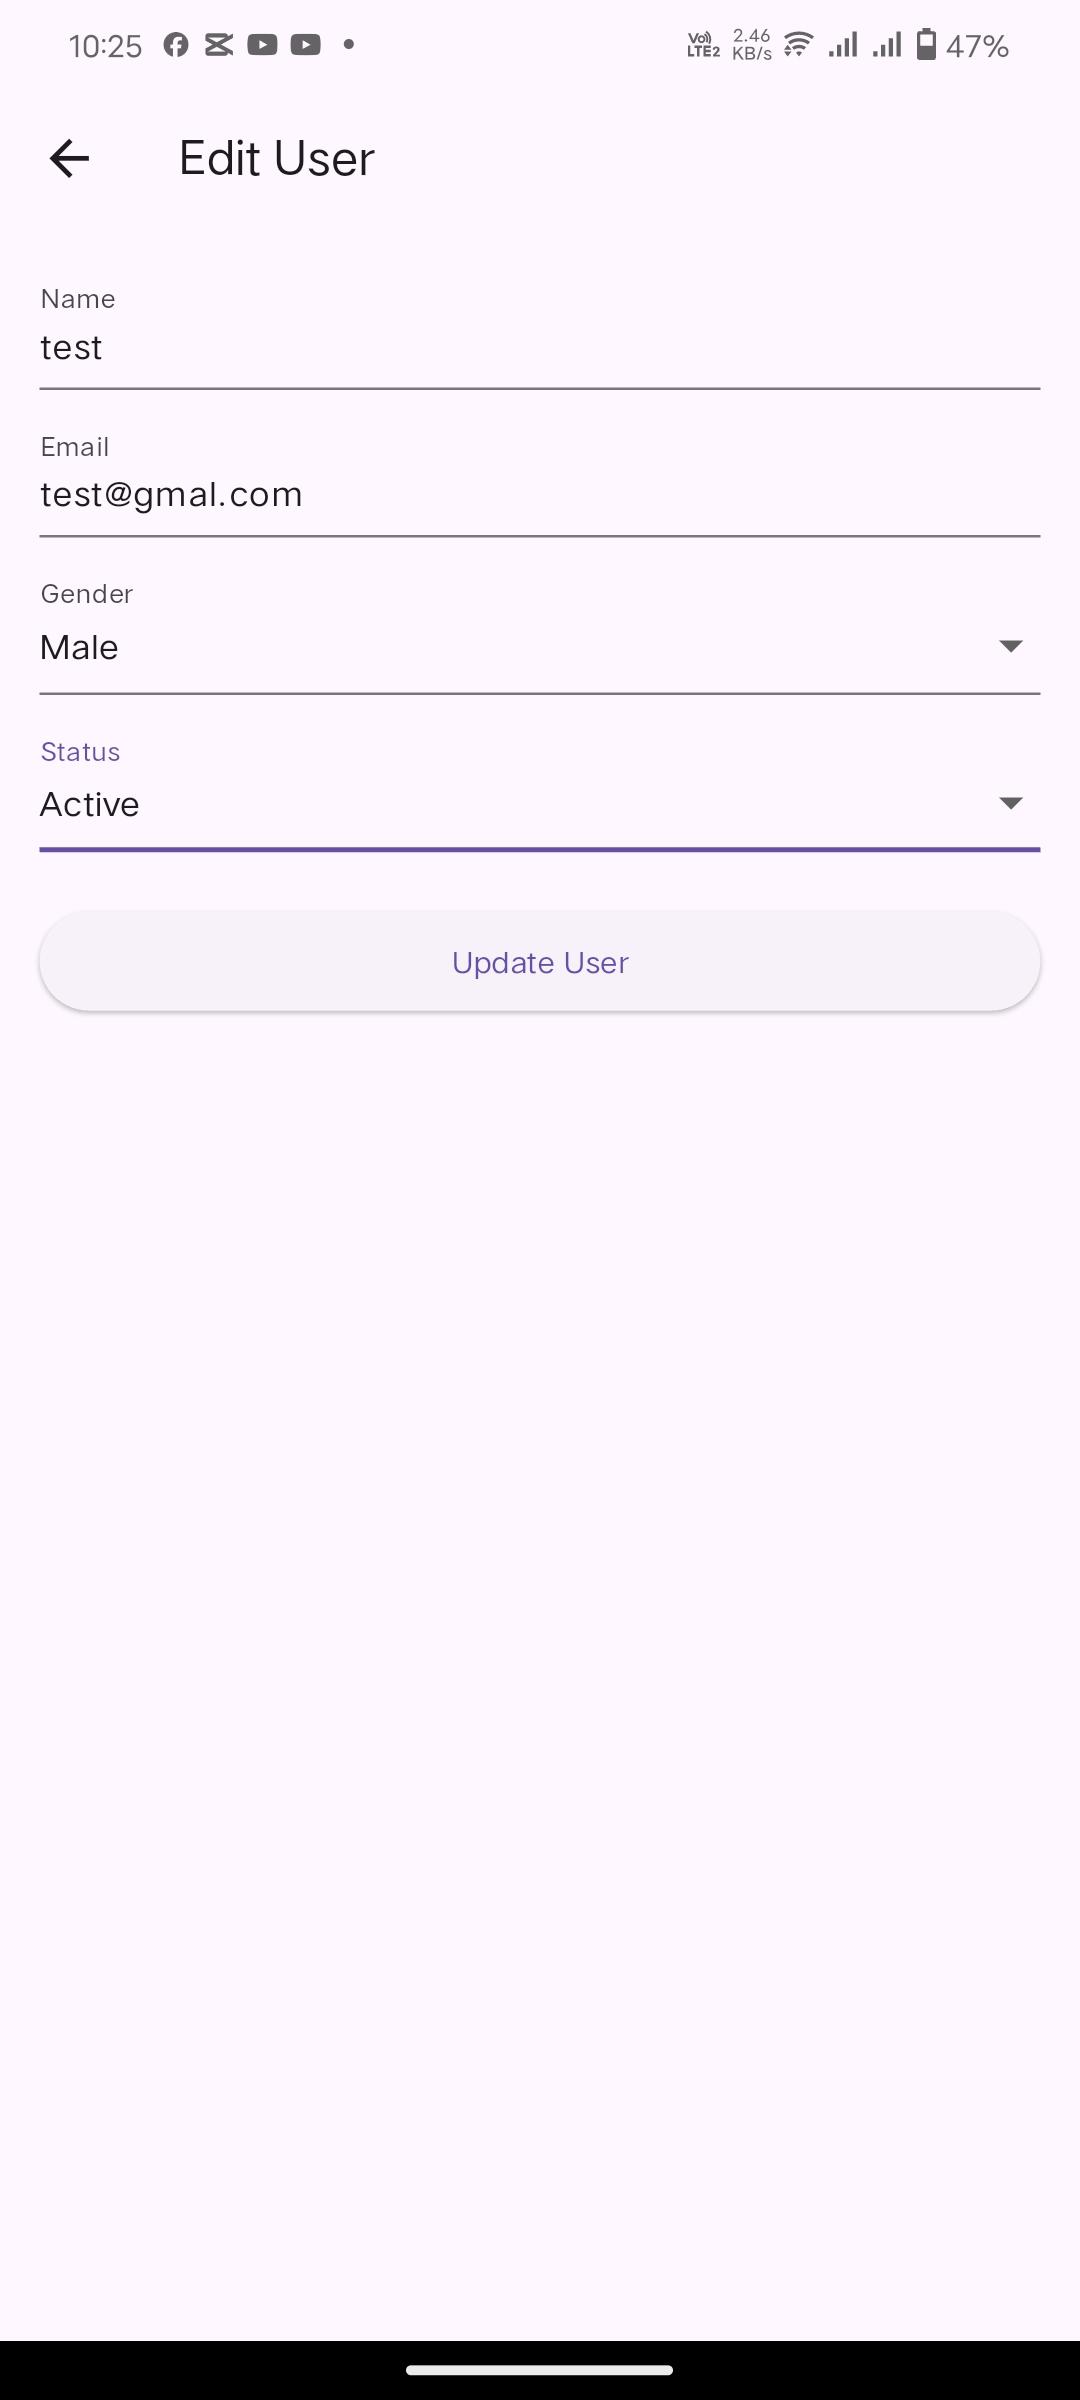 10:25 Vo) LTE2 2.46 KB/s 47%
Edit User
Name
test
Email
test@gmal.com
Gender
Male
Status
Active
Update User